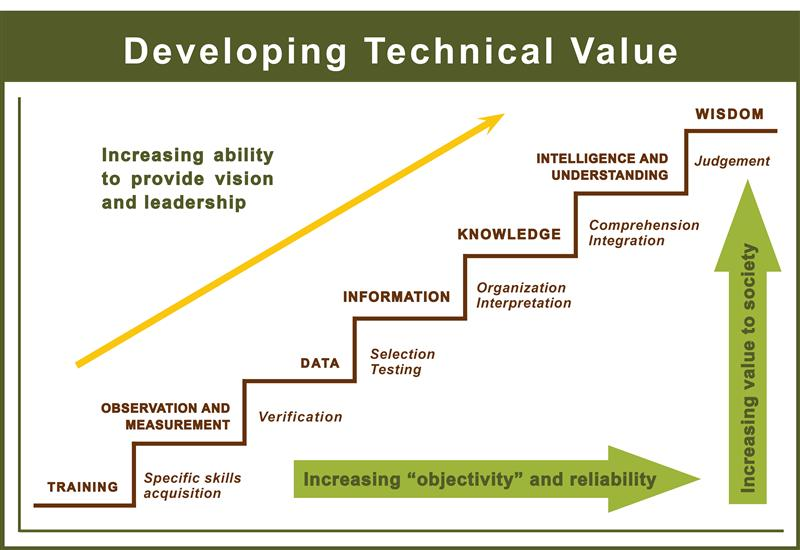 Developing Technical Value
Increasing ability
to provide vision
and leadership
WISDOM
Judgement
INTELLIGENCE AND
UNDERSTANDING
Comprehension
Integration
KNOWLEDGE
Organization
Interpretation
INFORMATION
Selection
Testing
DATA
Verification
OBSERVATION AND
MEASUREMENT
Specific skills
acquisition
TRAINING
Increasing “objectivity” and reliability
Increasing value to society